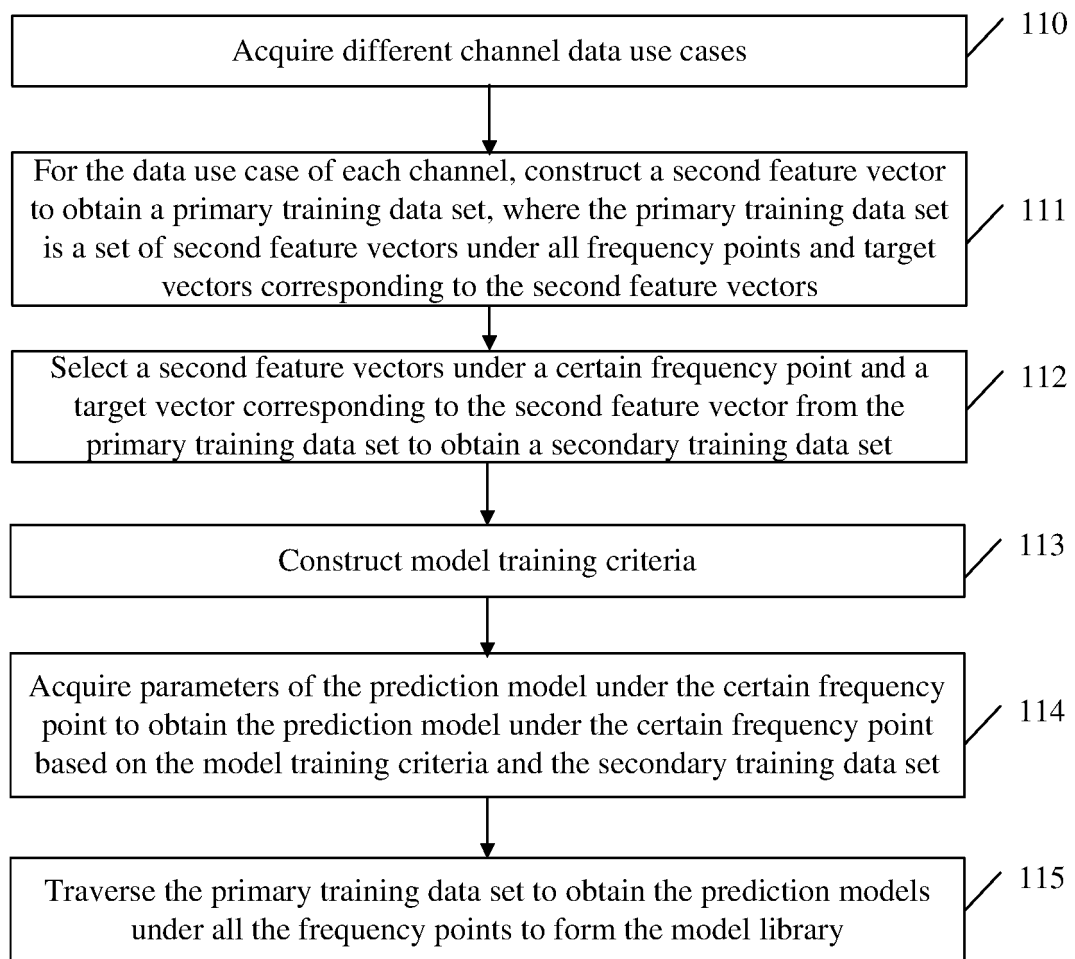 Acquire different channel data use cases
110
For the data use case of each channel, construct a second feature vector
to obtain a primary training data set, where the primary training data set
is a set of second feature vectors under all frequency points and target
vectors corresponding to the second feature vectors
111
Select a second feature vectors under a certain frequency point and a
target vector corresponding to the second feature vector from the
primary training data set to obtain a secondary training data set
112
Construct model training criteria
113
Acquire parameters of the prediction model under the certain frequency
point to obtain the prediction model under the certain frequency point
based on the model training criteria and the secondary training data set
114
Traverse the primary training data set to obtain the prediction models
under all the frequency points to form the model library
115